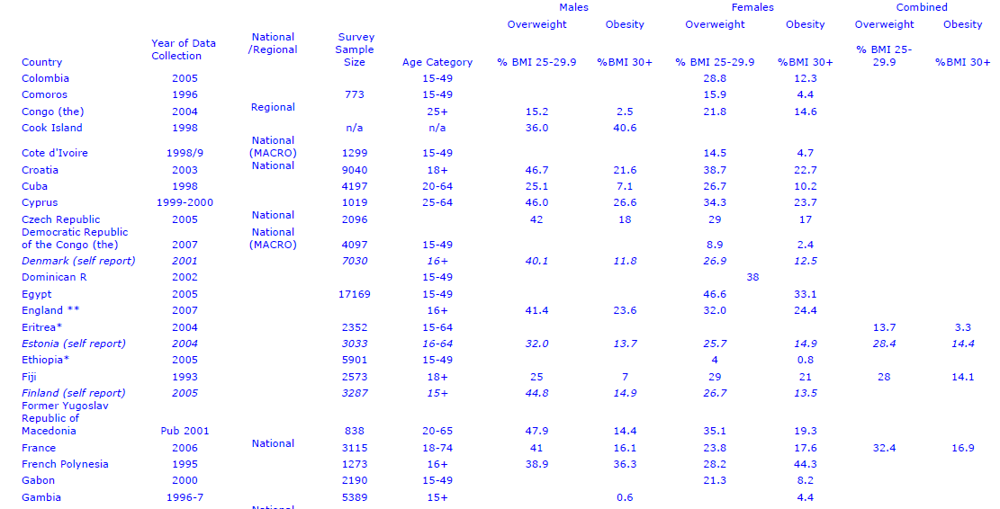 Males Females Combined
Overweight Obesity Overweight Obesity Overweight Obesity
Country Year of Data Collection National /Regional Survey Sample Size Age Category % BMI 25-29.9 %BMI 30+ % BMI 25-29.9 %BMI 30+ % BMI 25-29.9 %BMI 30+
Colombia 2005 15-49 28.8 12.3
Comoros 1996 773 15-49 15.9 4.4
Congo (the) 2004 Regional 25+ 15.2 2.5 21.8 14.6
Cook Island 1998 n/a n/a 36.0 40.6
Cote d'Ivoire 1998/9 National (MACRO) 1299 15-49 14.5 4.7
Croatia 2003 National 9040 18+ 46.7 21.6 38.7 22.7
Cuba 1998 4197 20-64 25.1 7.1 26.7 10.2
Cyprus 1999-2000 1019 25-64 46.0 26.6 34.3 23.7
Czech Republic 2005 National 2096 42 18 29 17
Democratic Republic of the Congo (the) 2007 National (MACRO) 4097 15-49 8.9 2.4
Denmark (self report) 2001 7030 16+ 40.1 11.8 26.9 12.5
Dominican R 2002 15-49 38
Egypt 2005 17169 15-49 46.6 33.1
England ** 2007 16+ 41.4 23.6 32.0 24.4
Eritrea* 2004 2352 15-64 13.7 3.3
Estonia (self report) 2004 3033 16-64 32.0 13.7 25.7 14.9 28.4 14.4
Ethiopia* 2005 5901 15-49 4 0.8
Fiji 1993 2573 18+ 25 7 29 21 28 14.1
Finland (self report) 2005 3287 15+ 44.8 14.9 26.7 13.5
Former Yugoslav Republic of Macedonia Pub 2001 838 20-65 47.9 14.4 35.1 19.3
France 2006 National 3115 18-74 41 16.1 23.8 17.6 32.4 16.9
French Polynesia 1995 1273 16+ 38.9 36.3 28.2 44.3
Gabon 2000 2190 15-49 21.3 8.2
Gambia 1996-7 5389 15+ 0.6 4.4